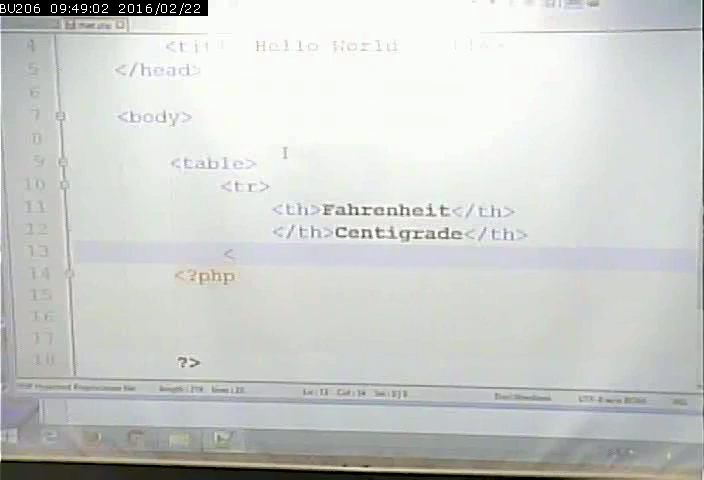 BU206 09:49:02 2016/02/22
4 Hello World
5 </head>
6
7 <body>
8
9 <table>
10 <tr>
11 <th>Fahrenheit</th>
12 </th>Centigrade</th>
13 <
14 <?php
15
16
17
18 ?>